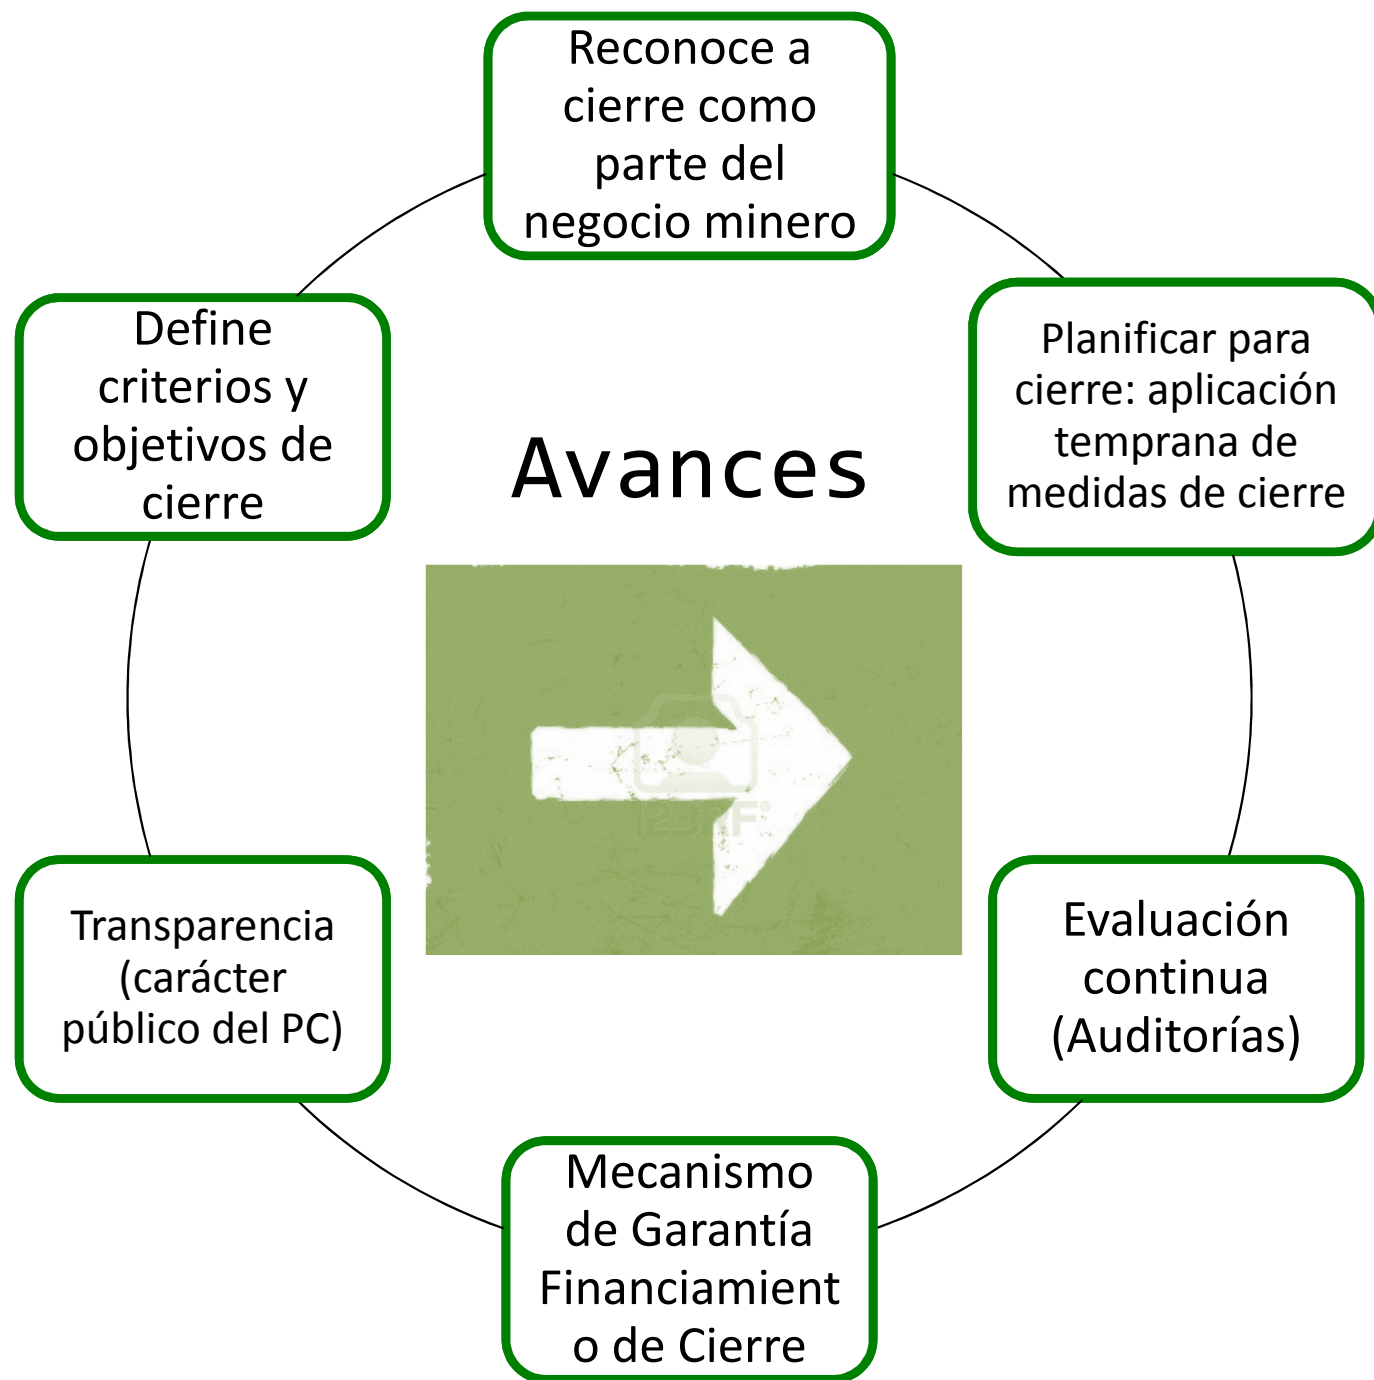 Reconoce a
cierre como
parte del
negocio minero
Define
criterios y
objetivos de
cierre
Planificar para
cierre: aplicación
temprana de
medidas de cierre
Avances
123RF®
Transparencia
(carácter
público del PC)
Evaluación
continua
(Auditorías)
Mecanismo
de Garantía
Financiamient
o de Cierre